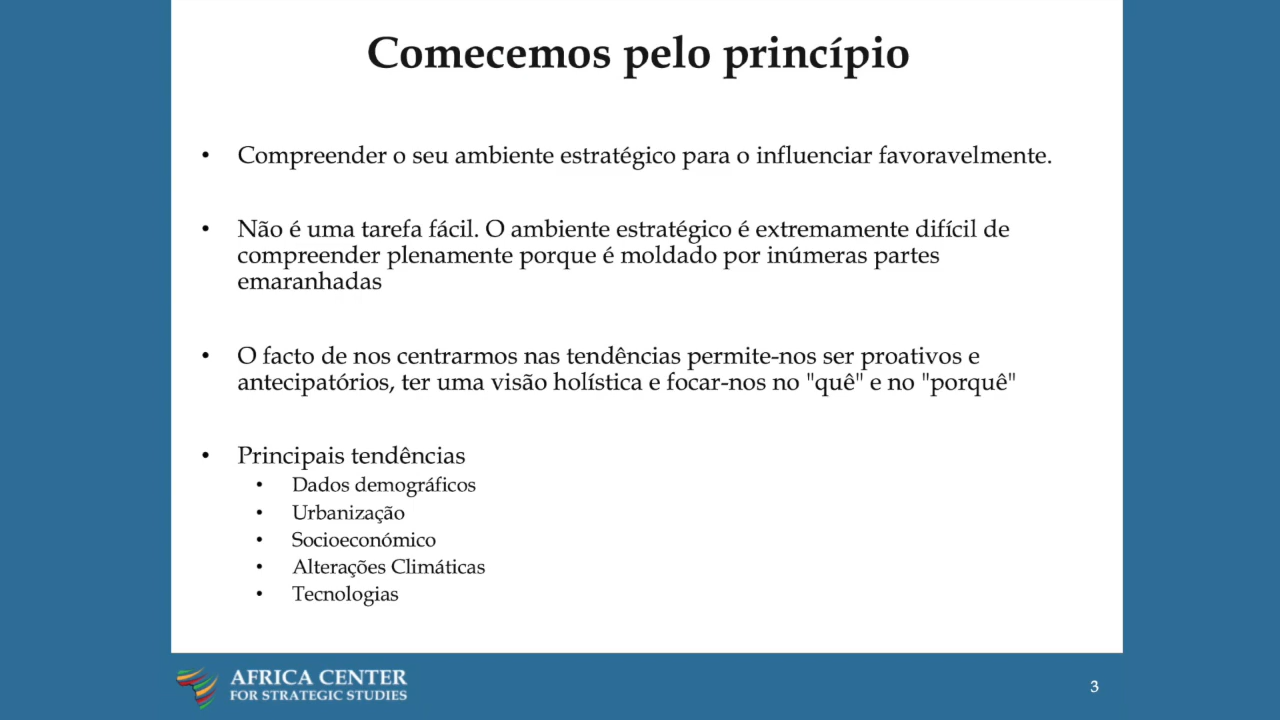 Comecemos pelo princípio
• Compreender o seu ambiente estratégico para o influenciar favoravelmente.
• Não é uma tarefa fácil. O ambiente estratégico é extremamente difícil de
compreender plenamente porque é moldado por inúmeras partes
emaranhadas
• O facto de nos centrarmos nas tendências permite-nos ser proativos e
antecipatórios, ter uma visão holística e focar-nos no "quê" e no "porquê"
• Principais tendências
• Dados demográficos
• Urbanização
• Socioeconómico
• Alterações Climáticas
• Tecnologias
AFRICA CENTER
FOR STRATEGIC STUDIES
3